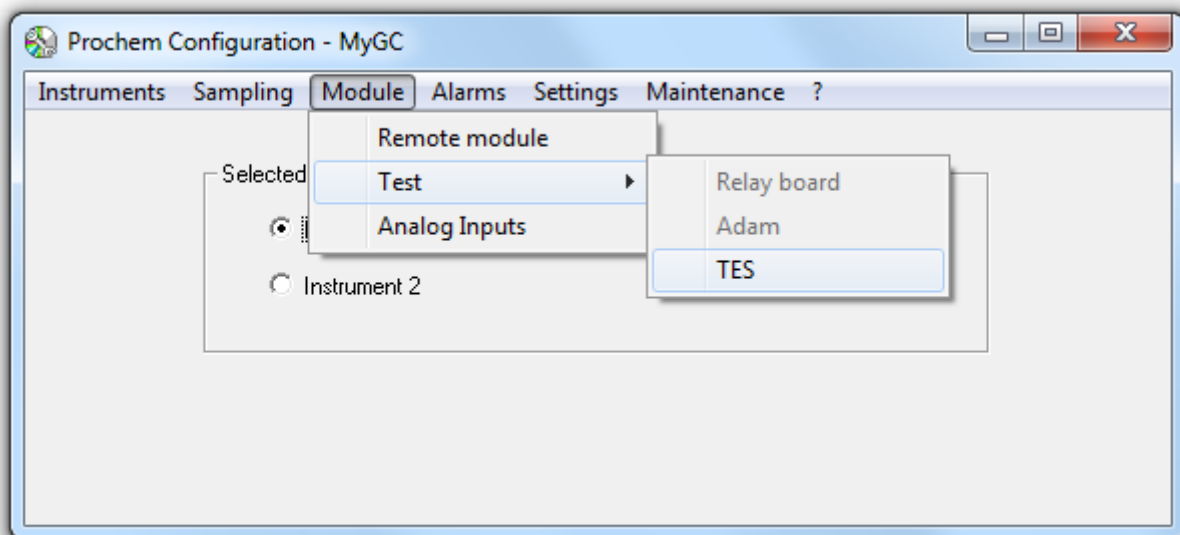 Prochem Configuration - MyGC
Instruments Sampling Module Alarms Settings Maintenance ?
Remote module
Selected
Test
Relay board
Analog Inputs
Adam
TES
Instrument 2